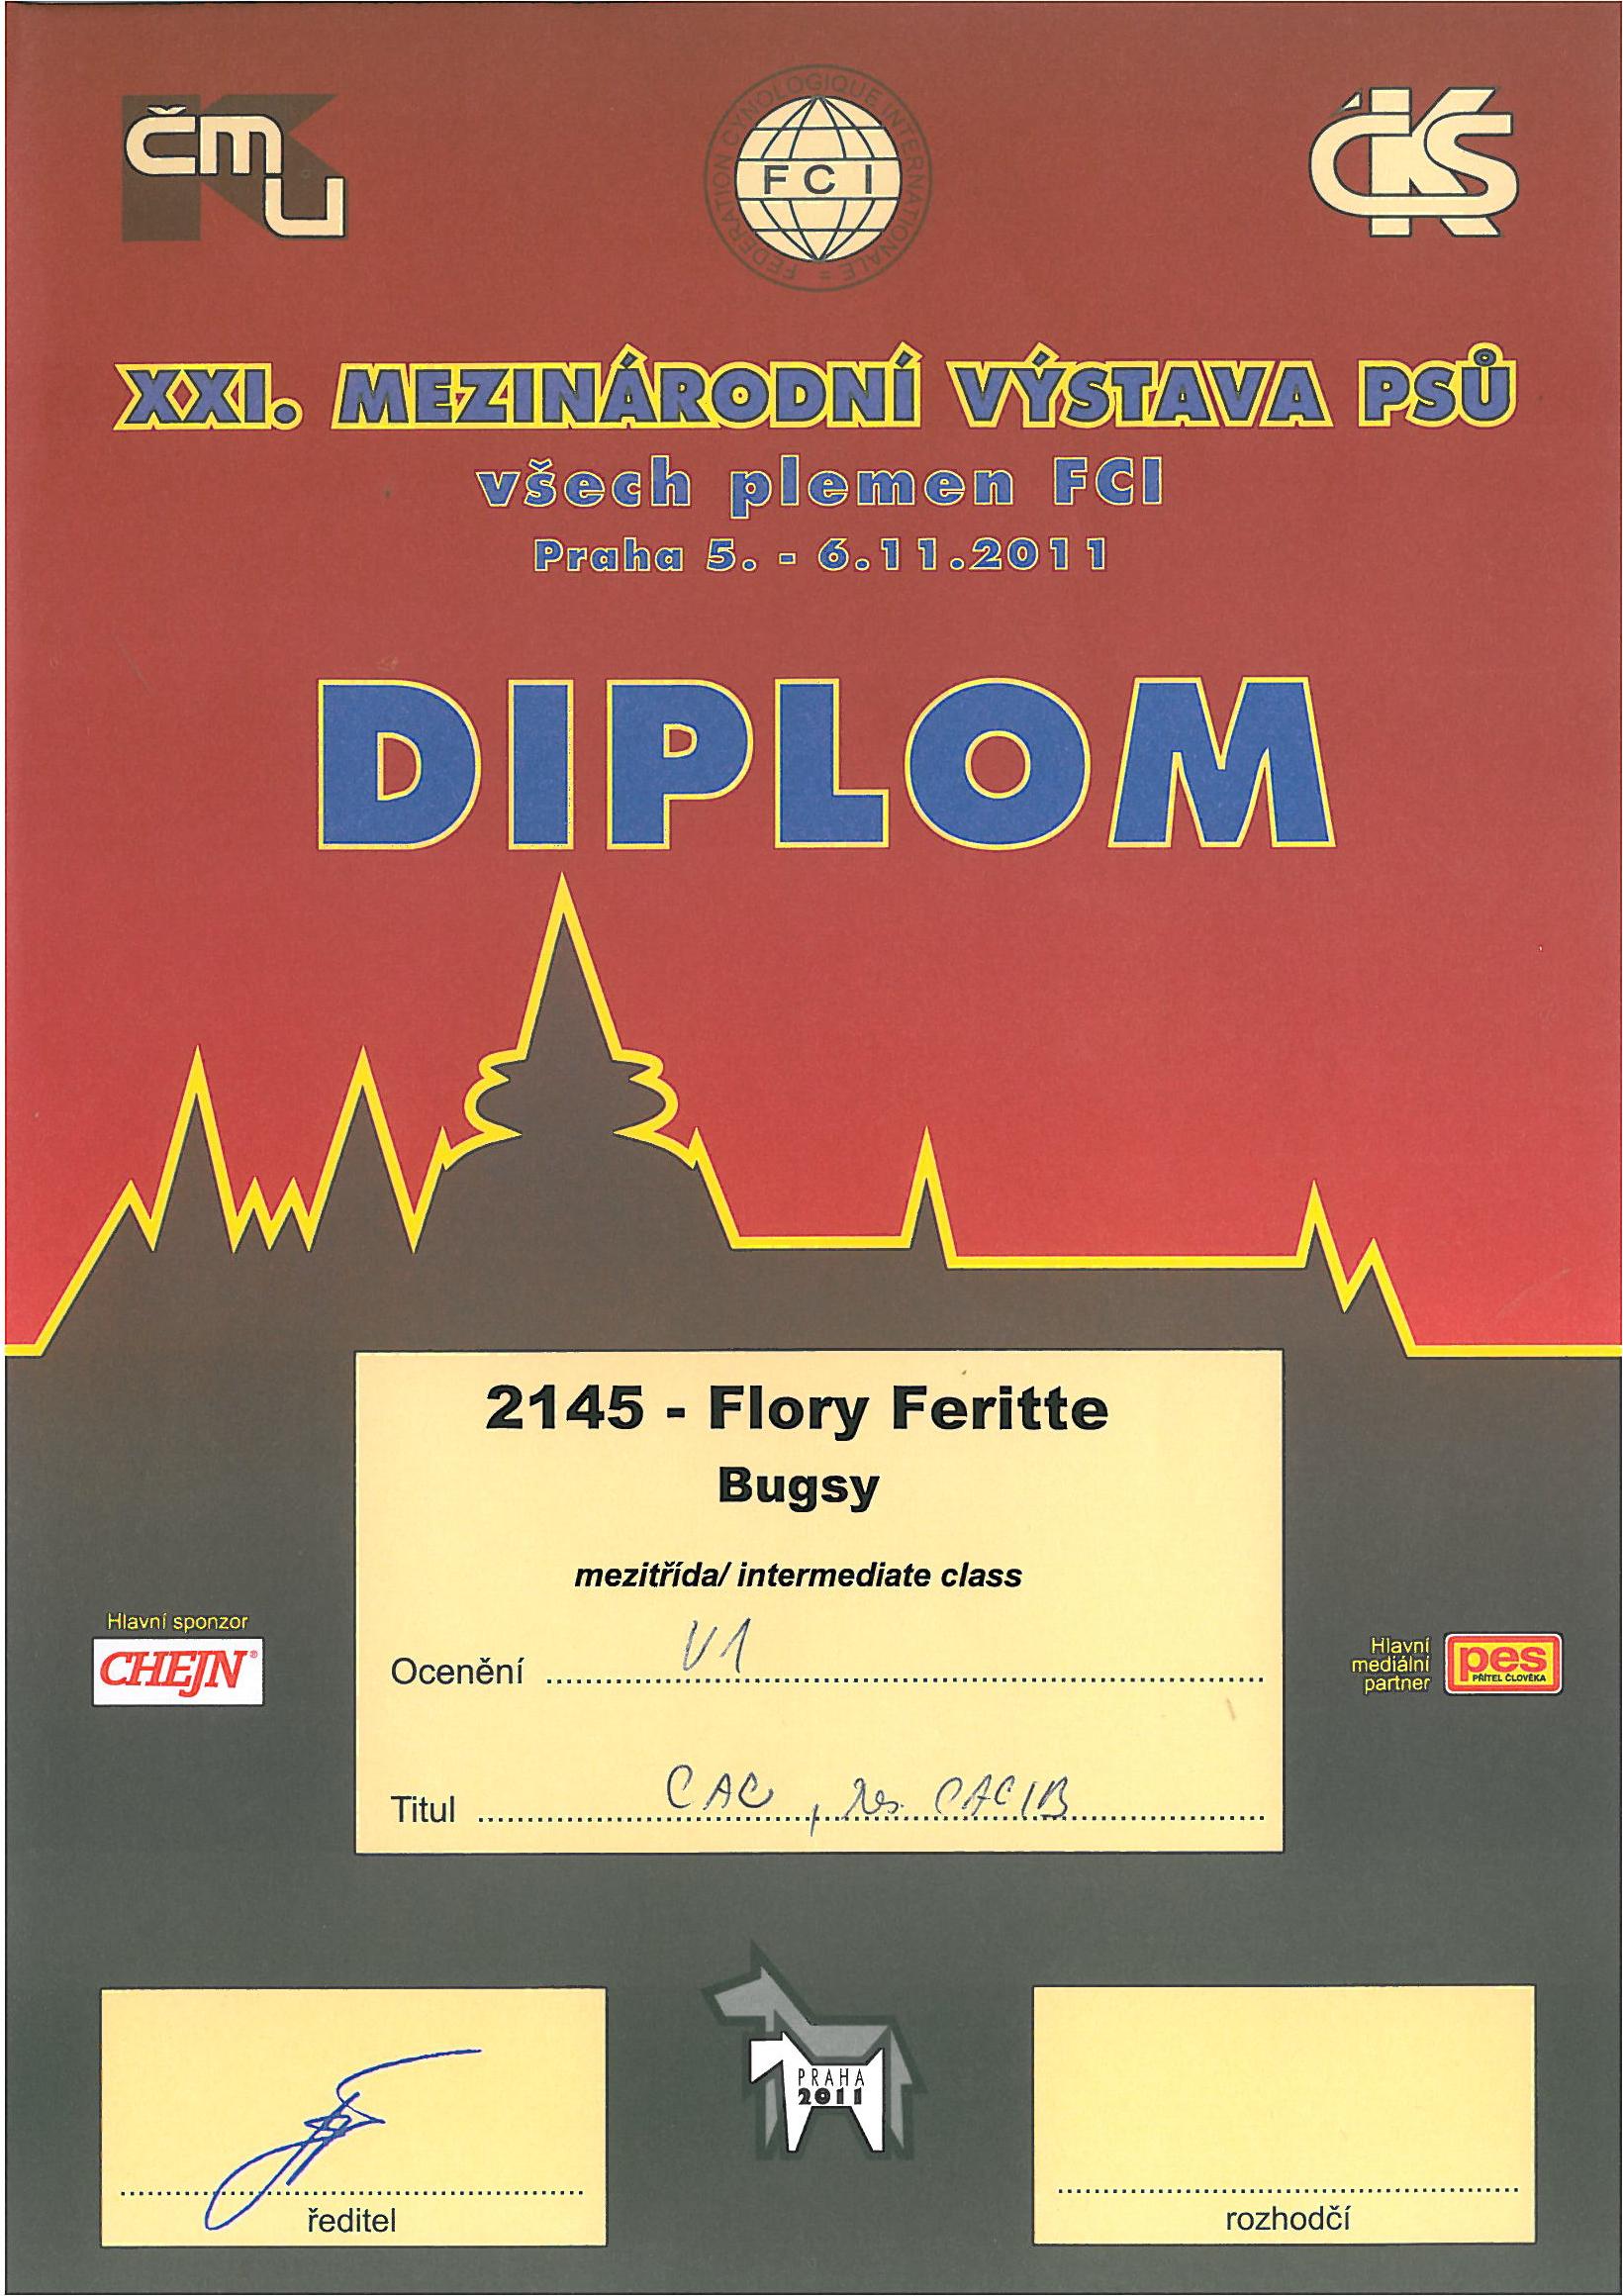 ČMKU
FEDERATION CYNOLOGIQUE INTERNATIONALE
FCI
ČKS
XXI. MEZINÁRODNÍ VÝSTAVA PSŮ
všech plemen FCI
Praha 5. - 6.11.2011
DIPLOM
2145 - Flory Feritte
Bugsy
mezitřída/ intermediate class
Ocenění V1
Titul CAC, res. CACIB
Hlavní sponzor
CHEJN®
Hlavní
mediální
partner
pes
PŘÍTEL ČLOVĚKA
PRAHA
2011
ředitel
rozhodčí